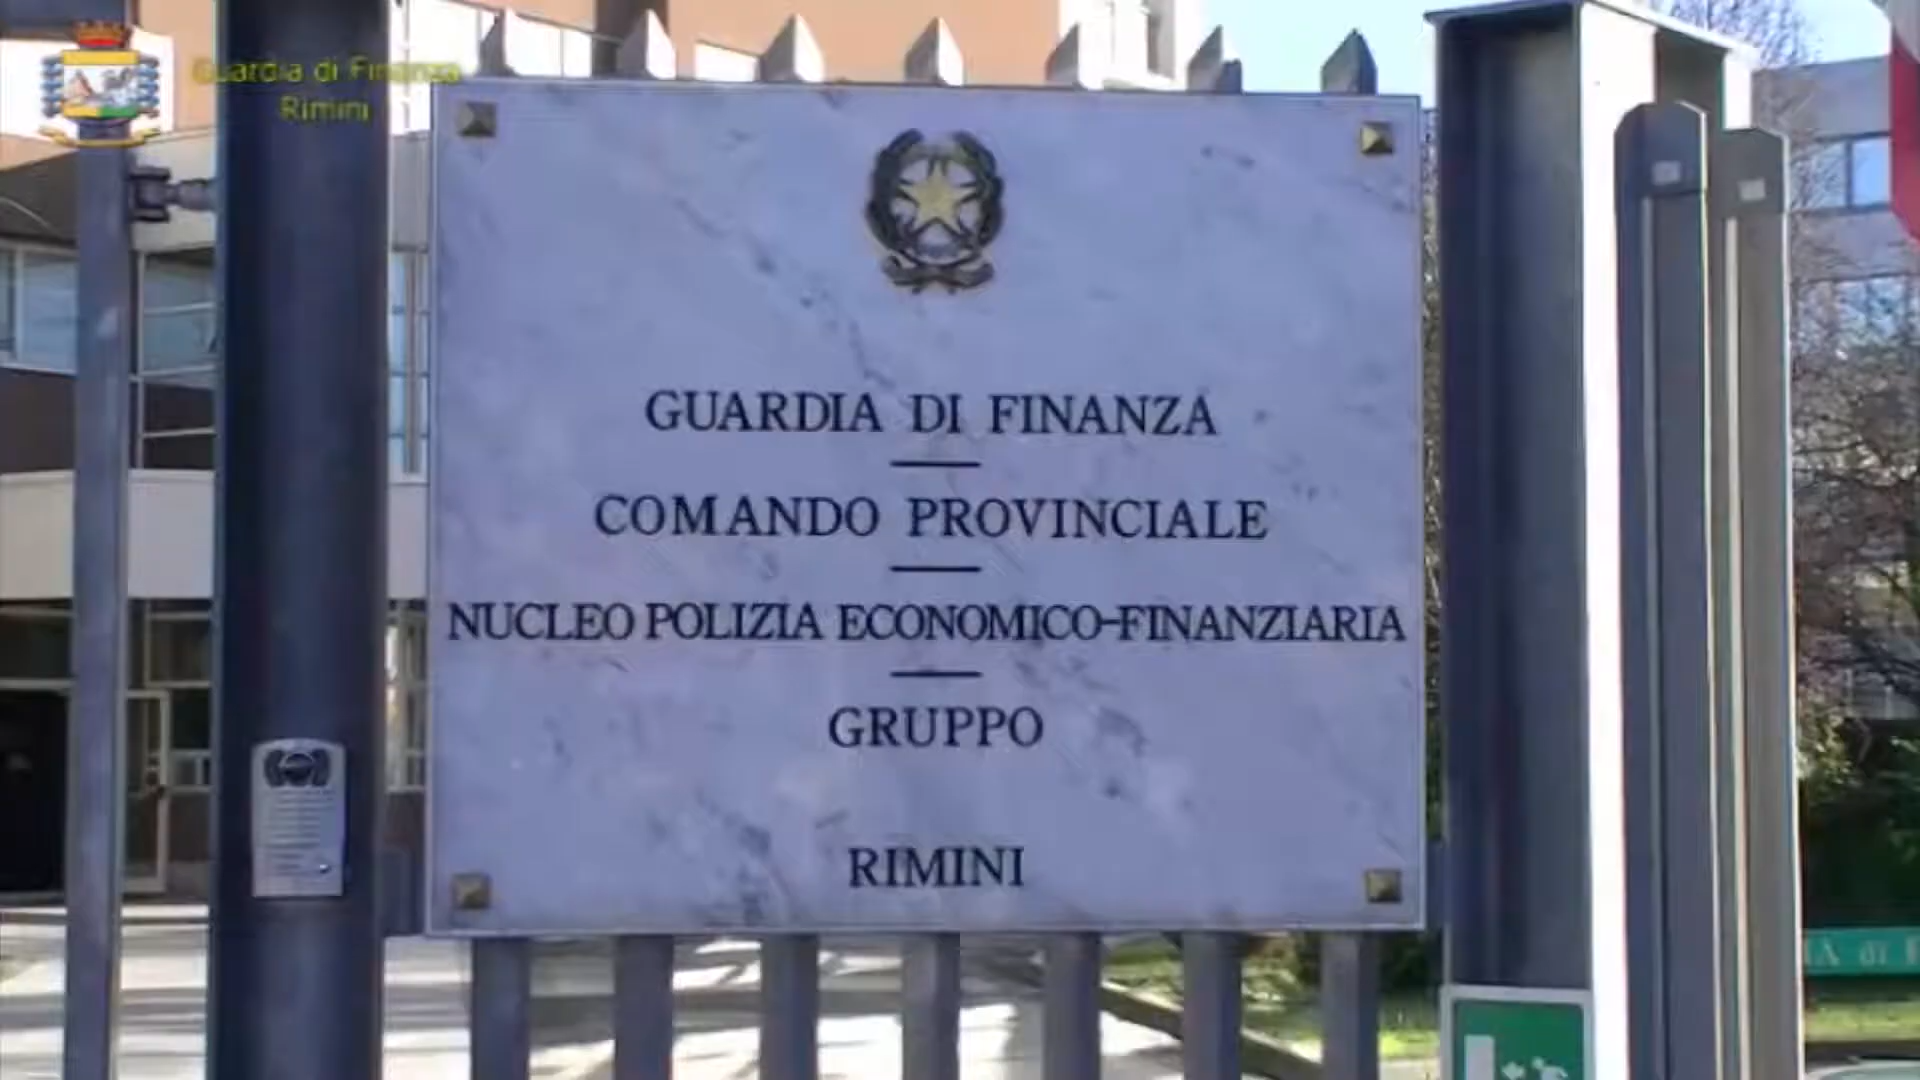 Guardia di Finanza
Rimini
GUARDIA DI FINANZA
COMANDO PROVINCIALE
NUCLEO POLIZIA ECONOMICO-FINANZIARIA
GRUPPO
RIMINI